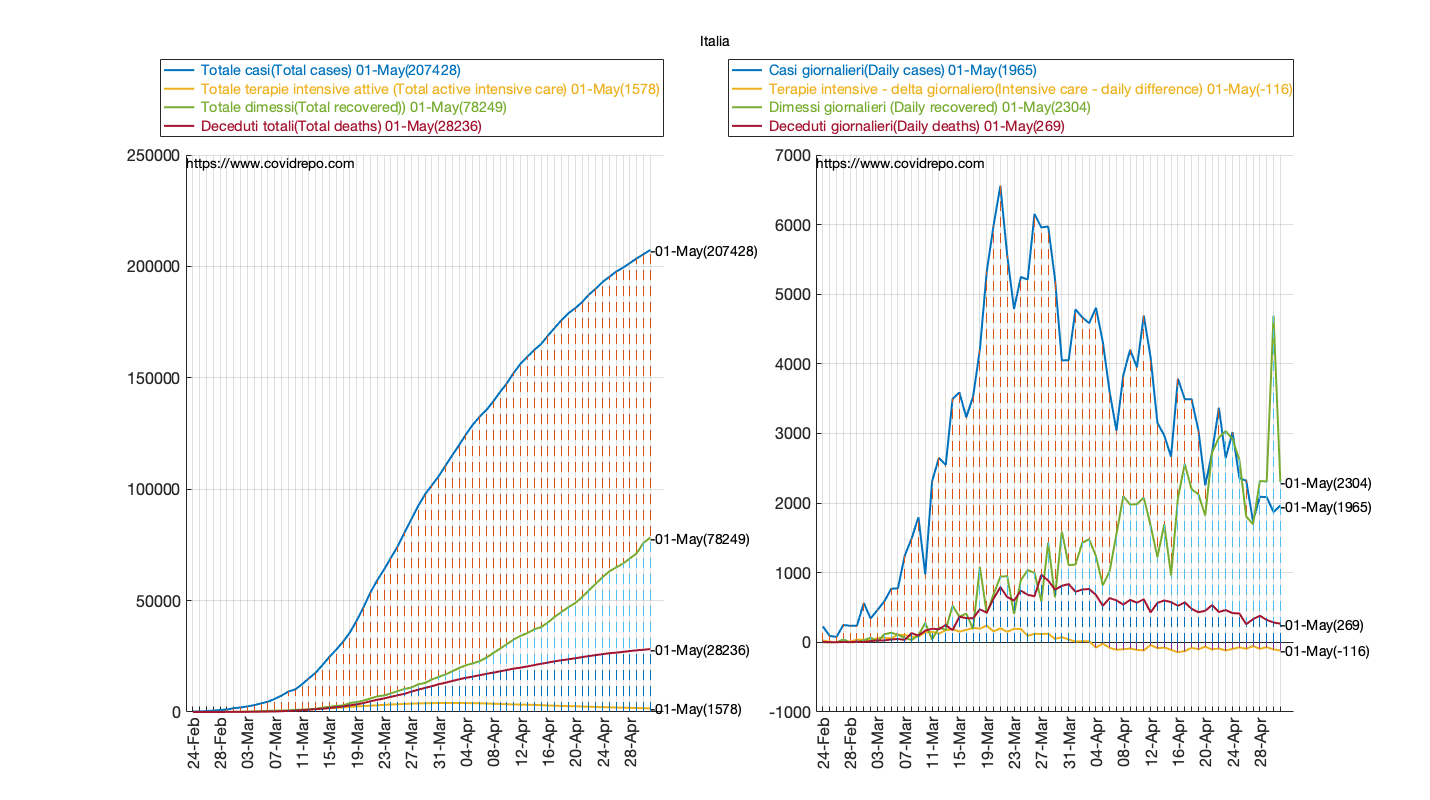 Italia
Totale casi(Total cases) 01-May(207428)
Totale terapie intensive attive (Total active intensive care) 01-May(1578)
Totale dimessi(Total recovered)) 01-May(78249)
Deceduti totali(Total deaths) 01-May(28236)
https://www.covidrepo.com
250000
200000
150000
100000
50000
0
01-May(207428)
01-May(78249)
01-May(28236)
01-May(1578)
24-Feb
28-Feb
03-Mar
07-Mar
11-Mar
15-Mar
19-Mar
23-Mar
27-Mar
31-Mar
04-Apr
08-Apr
12-Apr
16-Apr
20-Apr
24-Apr
28-Apr
Casi giornalieri(Daily cases) 01-May(1965)
Terapie intensive - delta giornaliero(Intensive care - daily difference) 01-May(-116)
Dimessi giornalieri (Daily recovered) 01-May(2304)
Deceduti giornalieri(Daily deaths) 01-May(269)
https://www.covidrepo.com
7000
6000
5000
4000
3000
2000
1000
0
-1000
01-May(2304)
01-May(1965)
01-May(269)
01-May(-116)
24-Feb
28-Feb
03-Mar
07-Mar
11-Mar
15-Mar
19-Mar
23-Mar
27-Mar
31-Mar
04-Apr
08-Apr
12-Apr
16-Apr
20-Apr
24-Apr
28-Apr